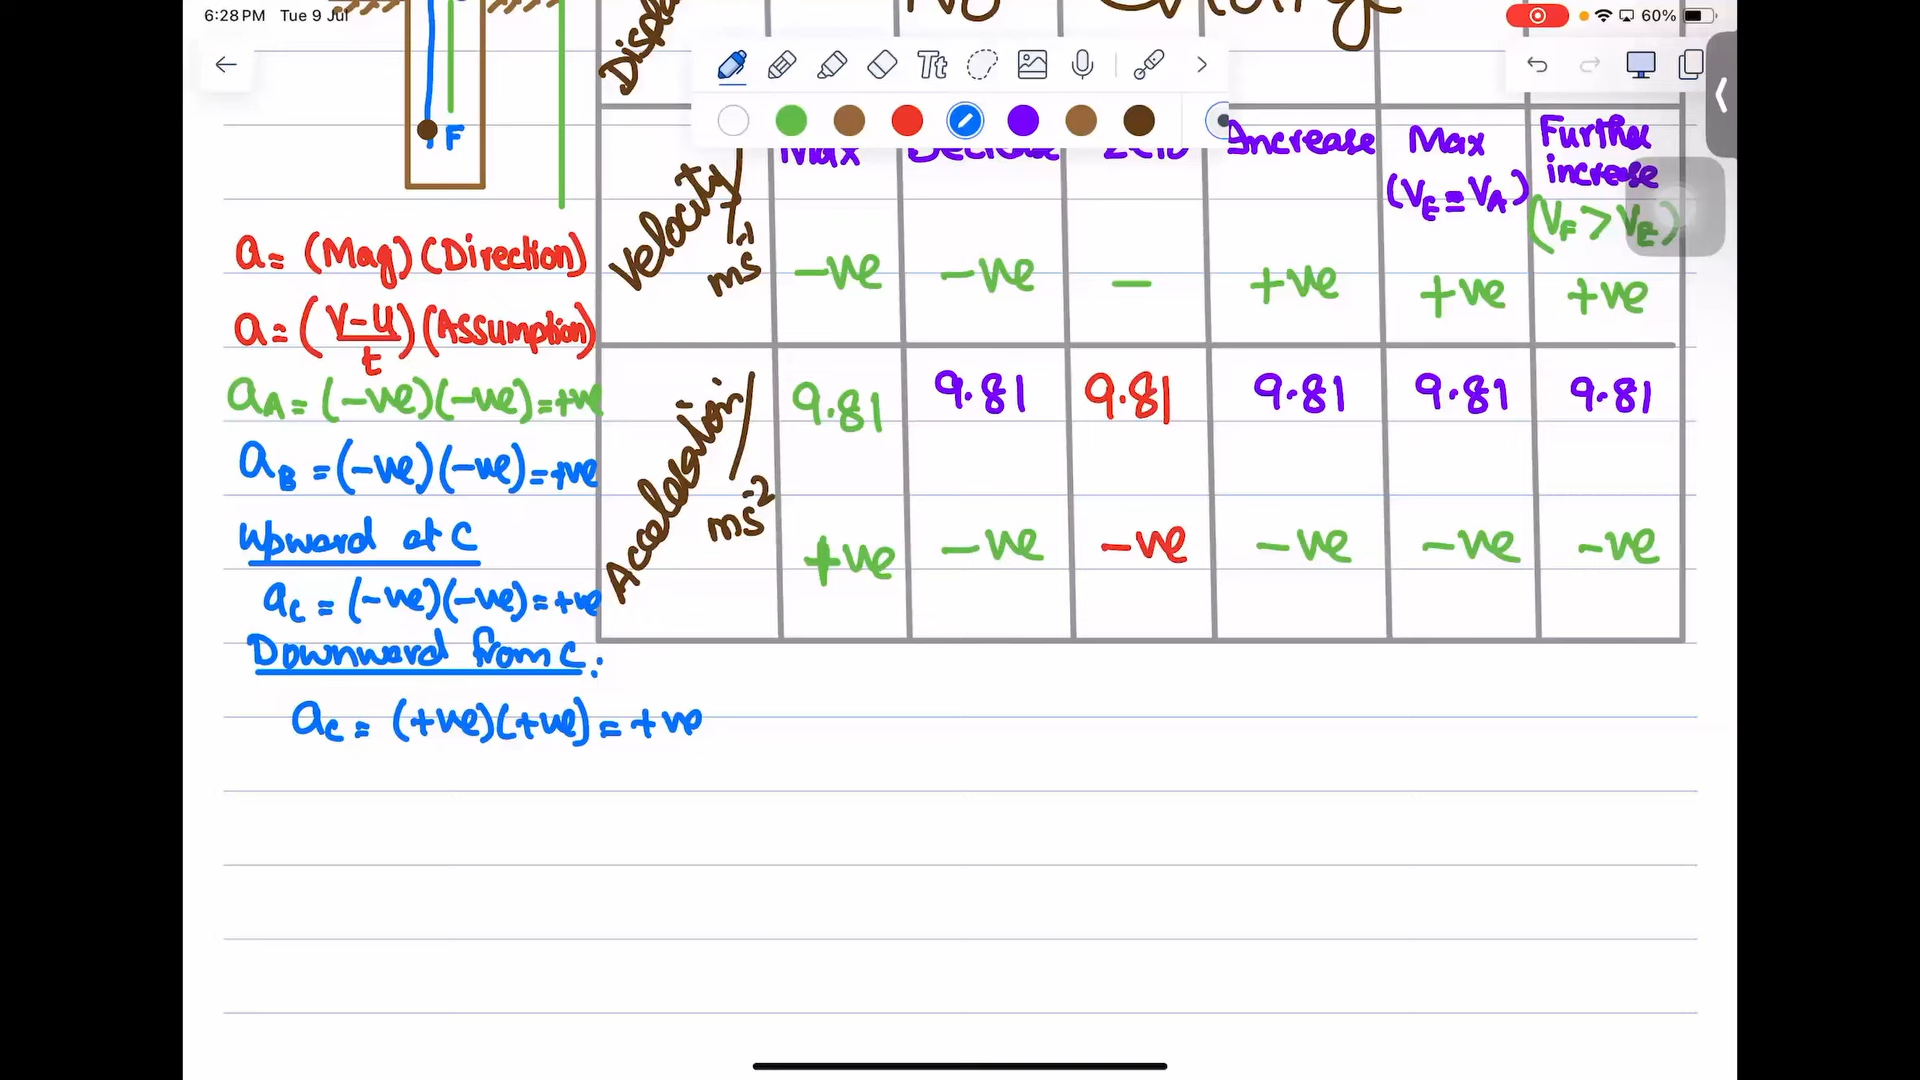 6:28 PM Tue 9 Jul
60%
Tt
F
Increase Max Further
increase
(VE = VA)
(VF > VE)
Velocity/
ms-1
-ve -ve - +ve +ve +ve
a = (Mag) (Direction)
a = (V-U/t) (Assumption)
aA = (-ve)(-ve) = +ve
aB = (-ve)(-ve) = +ve
Upward at C
aC = (-ve)(-ve) = +ve
Downward from C:
aC = (+ve)(+ve) = +ve
Acceleration/
ms-2
9.81 9.81 9.81 9.81 9.81 9.81
+ve -ve -ve -ve -ve -ve